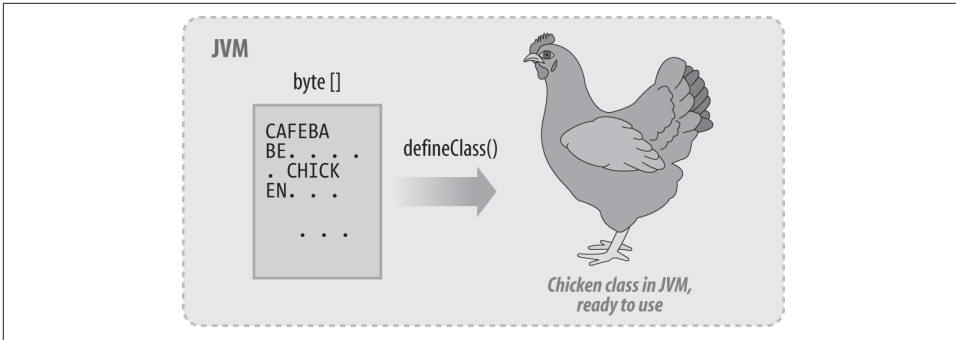 JVM
byte []
CAFEBA
BE. . . .
. CHICK
EN. . .
. . .
defineClass()
Chicken class in JVM,
ready to use